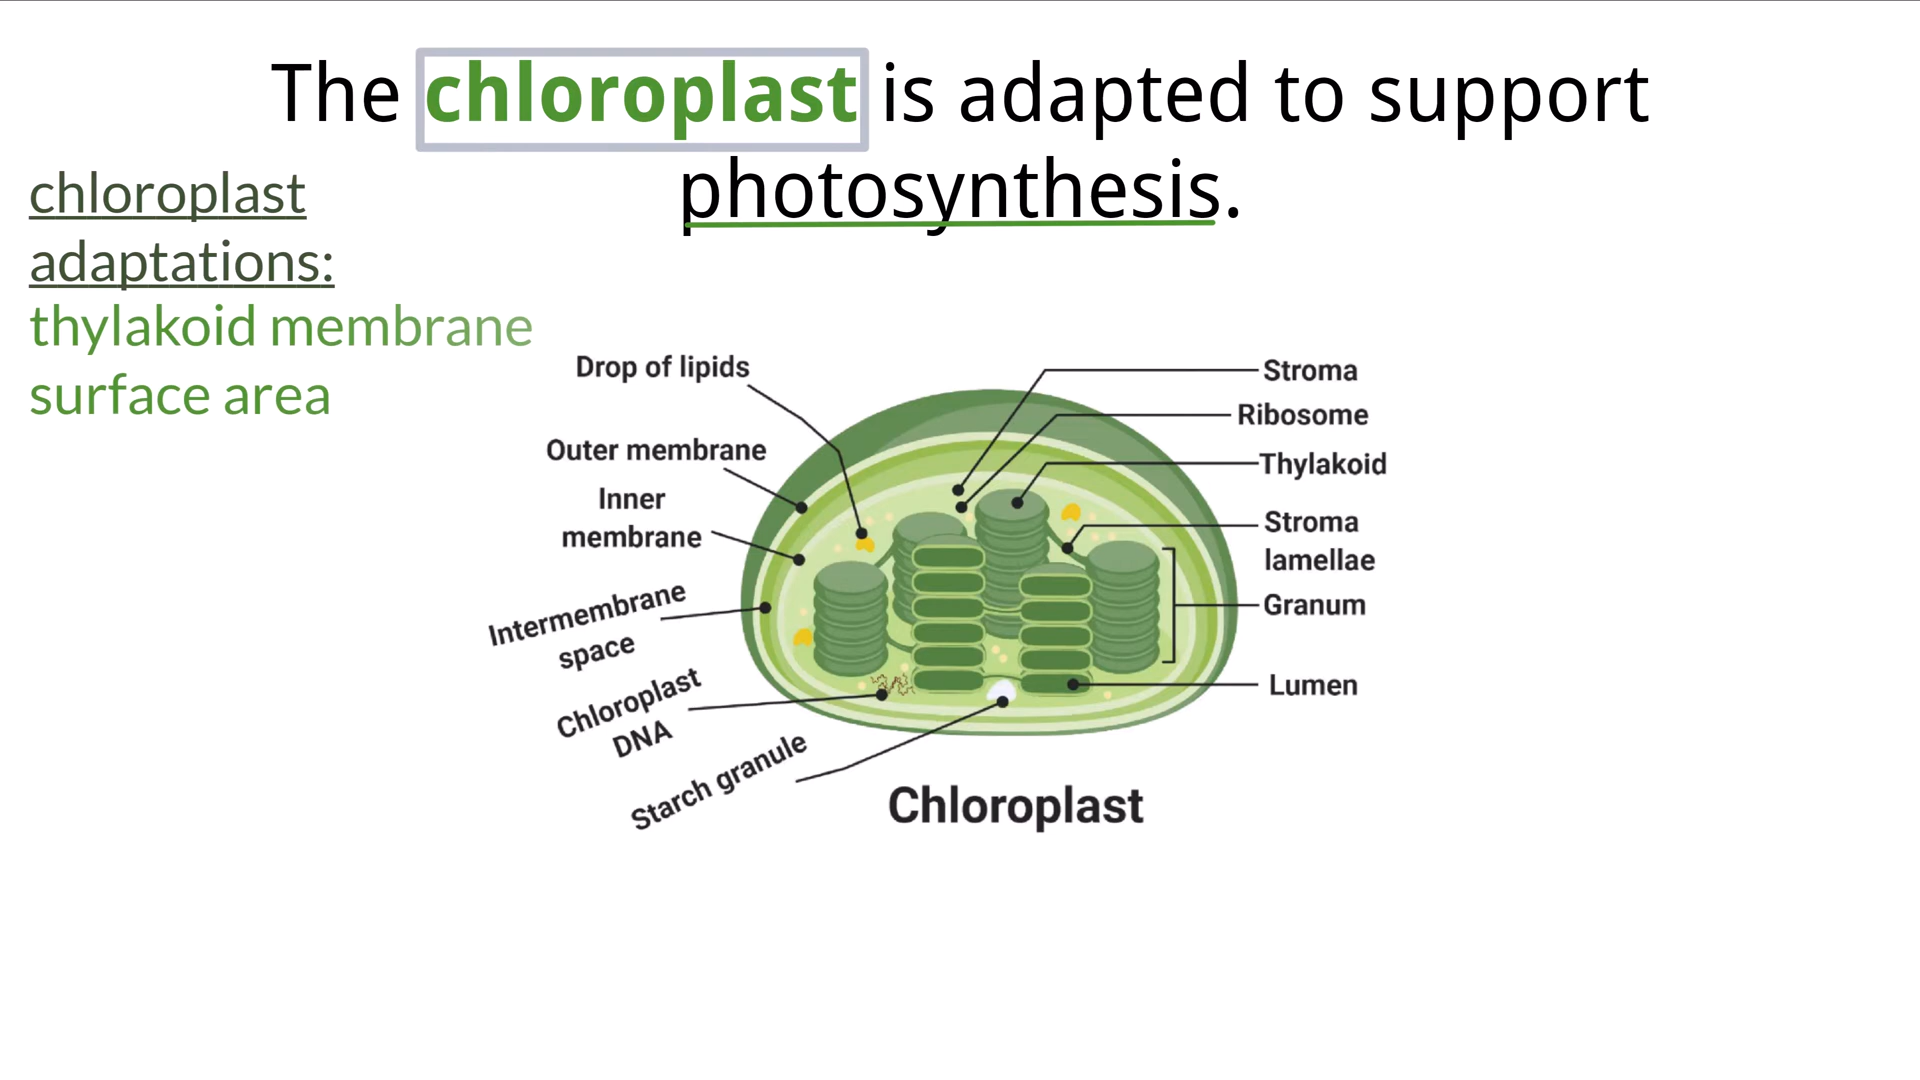 The chloroplast is adapted to support
photosynthesis.
chloroplast
adaptations:
thylakoid membrane
surface area
Drop of lipids
Outer membrane
Inner
membrane
Intermembrane
space
Chloroplast
DNA
Starch granule
Stroma
Ribosome
Thylakoid
Stroma
lamellae
Granum
Lumen
Chloroplast